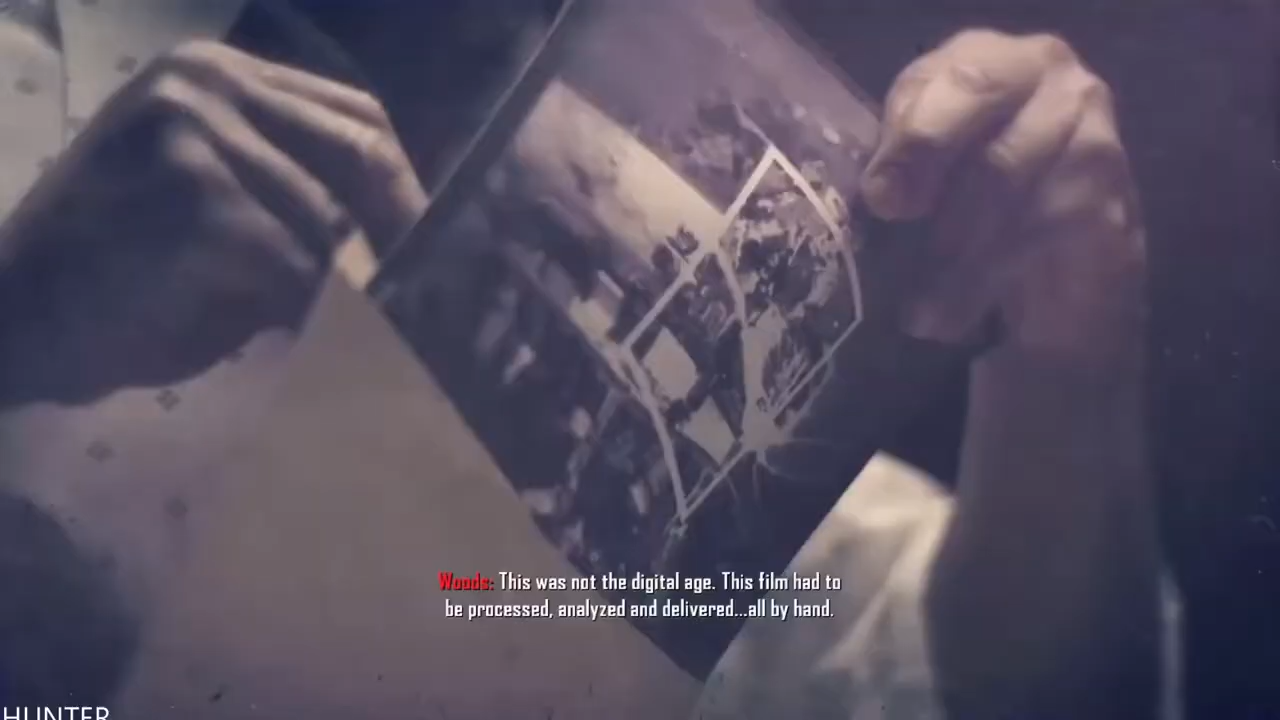 Woods: This was not the digital age. This film had to
be processed, analyzed and delivered...all by hand.
HUNTER